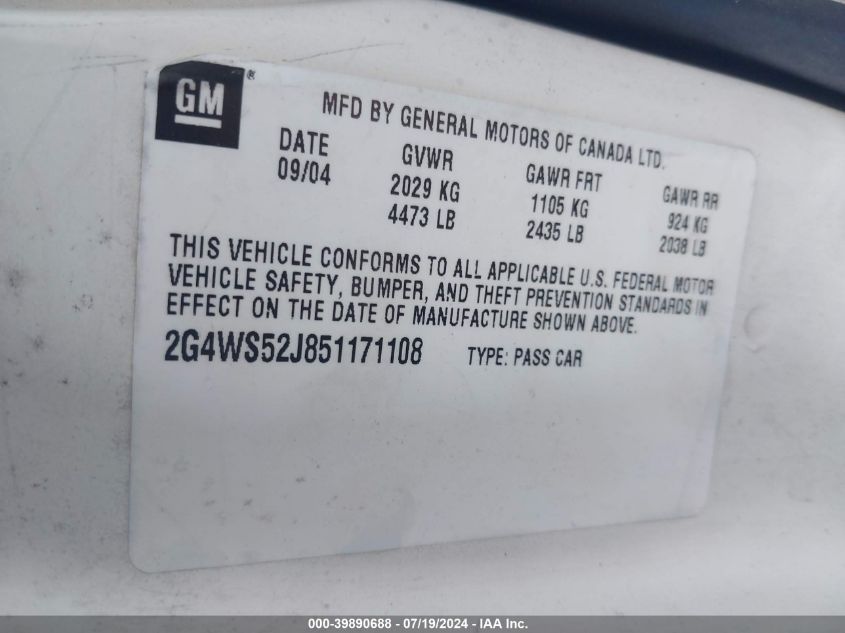 GM ®
MFD BY GENERAL MOTORS OF CANADA LTD.
DATE GVWR GAWR FRT GAWR RR
09/04 2029 KG 1105 KG 924 KG
4473 LB 2435 LB 2038 LB
THIS VEHICLE CONFORMS TO ALL APPLICABLE U.S. FEDERAL MOTOR
VEHICLE SAFETY, BUMPER, AND THEFT PREVENTION STANDARDS IN
EFFECT ON THE DATE OF MANUFACTURE SHOWN ABOVE.
2G4WS52J851171108 TYPE: PASS CAR
000-39890688 - 07/19/2024 - IAA Inc.